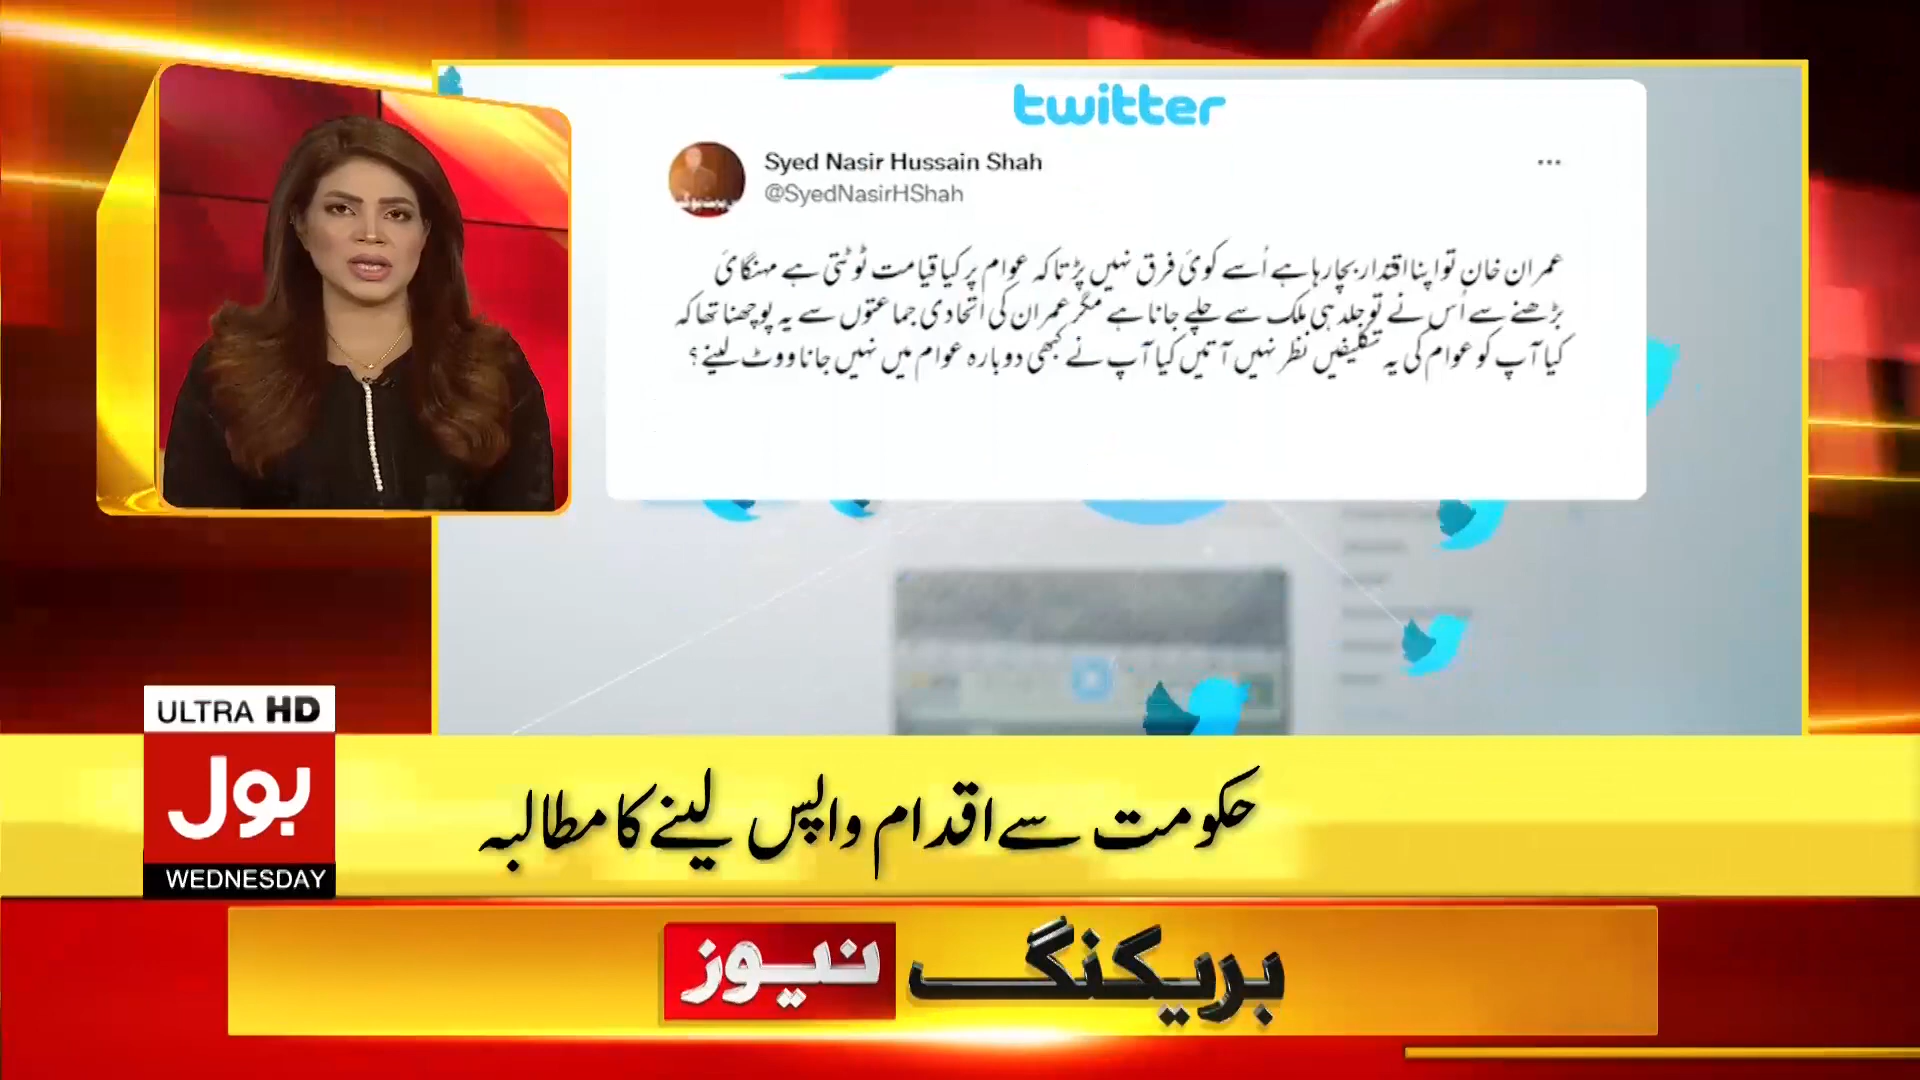 twitter
Syed Nasir Hussain Shah
@SyedNasirHShah
عمران خان تو اپنا اقتدار بچا رہا ہے اُسے کوئ فرق نہیں پڑتا کہ عوام پر کیا قیامت ٹوٹتی ہے مہنگائ
بڑھنے سے اُس نے تو جلد ہی ملک سے چلے جانا ہے مگر عمران کی اتحادی جماعتوں سے یہ پوچھنا تھا کہ
کیا آپ کو عوام کی یہ تکلیفیں نظر نہیں آتیں کیا آپ نے کبھی دوبارہ عوام میں نہیں جانا ووٹ لینے؟
ULTRA HD
بول
WEDNESDAY
حکومت سے اقدام واپس لینے کا مطالبہ
بریکنگ نیوز